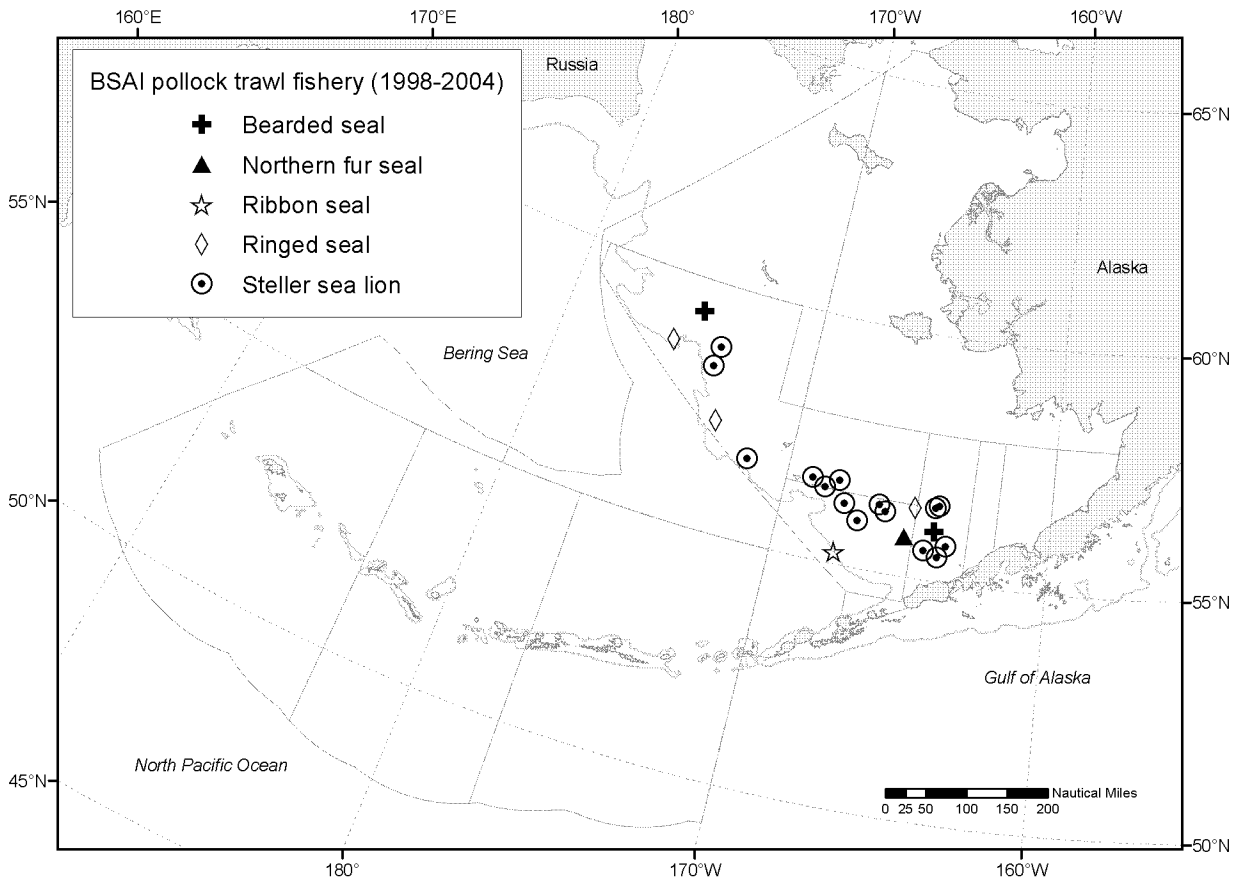 160°E 170°E 180° 170°W 160°W
BSAI pollock trawl fishery (1998-2004)
Bearded seal
Northern fur seal
Ribbon seal
Ringed seal
Steller sea lion
Russia
65°N
55°N
Alaska
Bering Sea
60°N
50°N
55°N
Gulf of Alaska
North Pacific Ocean
45°N
Nautical Miles
0 25 50 100 150 200
50°N
180° 170°W 160°W